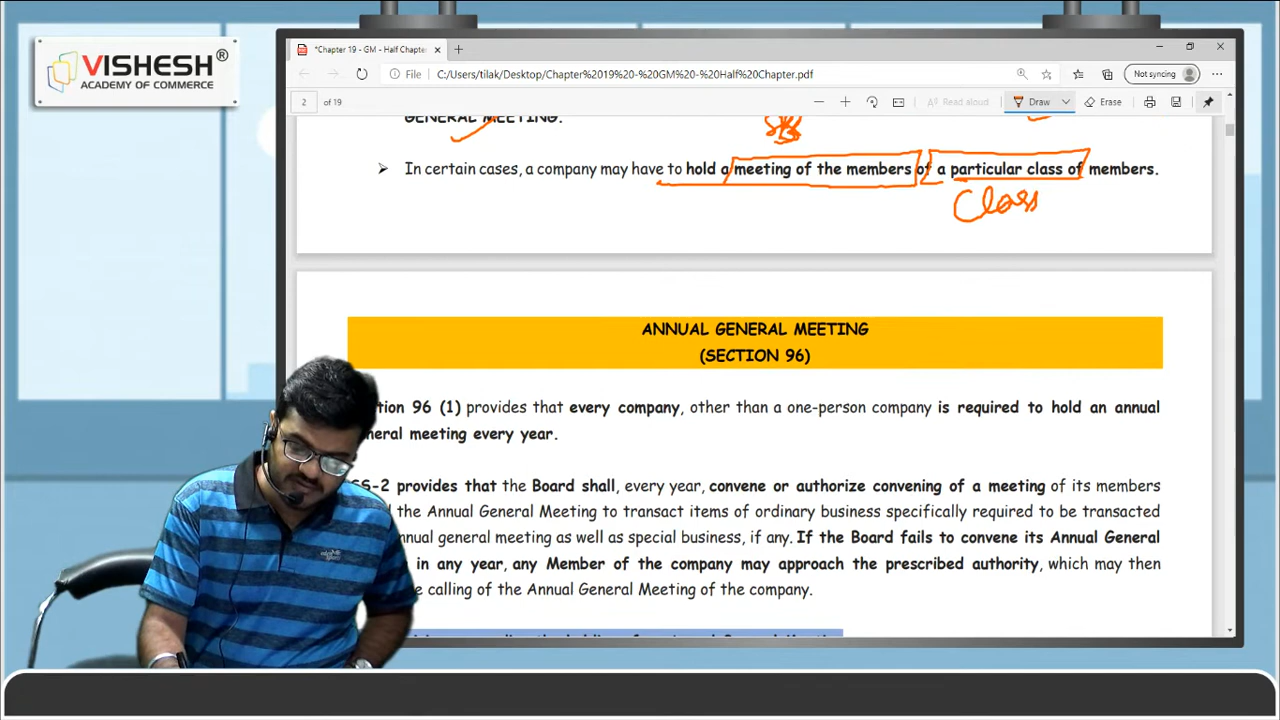 VISHESH®
ACADEMY OF COMMERCE
*Chapter 19 - GM - Half Chapter
File C:/Users/tilak/Desktop/Chapter%2019%20-%20GM%20-%20Half%20Chapter.pdf
Not syncing
2 of 19
Read aloud
Draw
Erase
GENERAL MEETING.
In certain cases, a company may have to hold a meeting of the members of a particular class of members.
Class
ANNUAL GENERAL MEETING
(SECTION 96)
96 (1) provides that every company, other than a one-person company is required to hold an annual
meeting every year.
SS-2 provides that the Board shall, every year, convene or authorize convening of a meeting of its members
the Annual General Meeting to transact items of ordinary business specifically required to be transacted
general meeting as well as special business, if any. If the Board fails to convene its Annual General
in any year, any Member of the company may approach the prescribed authority, which may then
calling of the Annual General Meeting of the company.